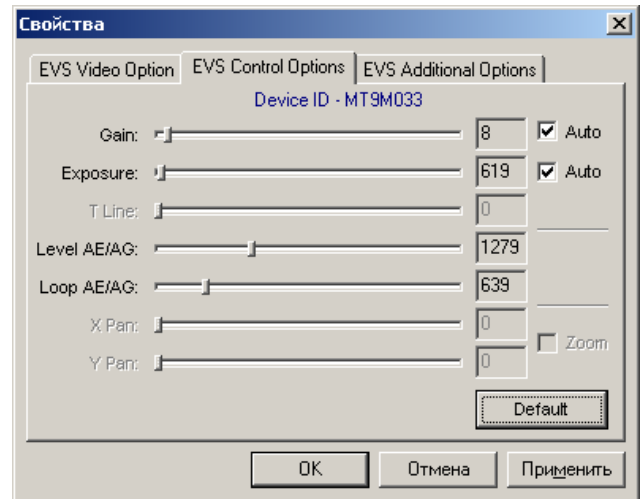 Свойства
EVS Video Option EVS Control Options EVS Additional Options
Device ID - MT9M033
Gain: 8 Auto
Exposure: 619 Auto
T Line: 0
Level AE/AG: 1279
Loop AE/AG: 639
X Pan: 0
Zoom
Y Pan: 0
Default
OK Отмена Применить